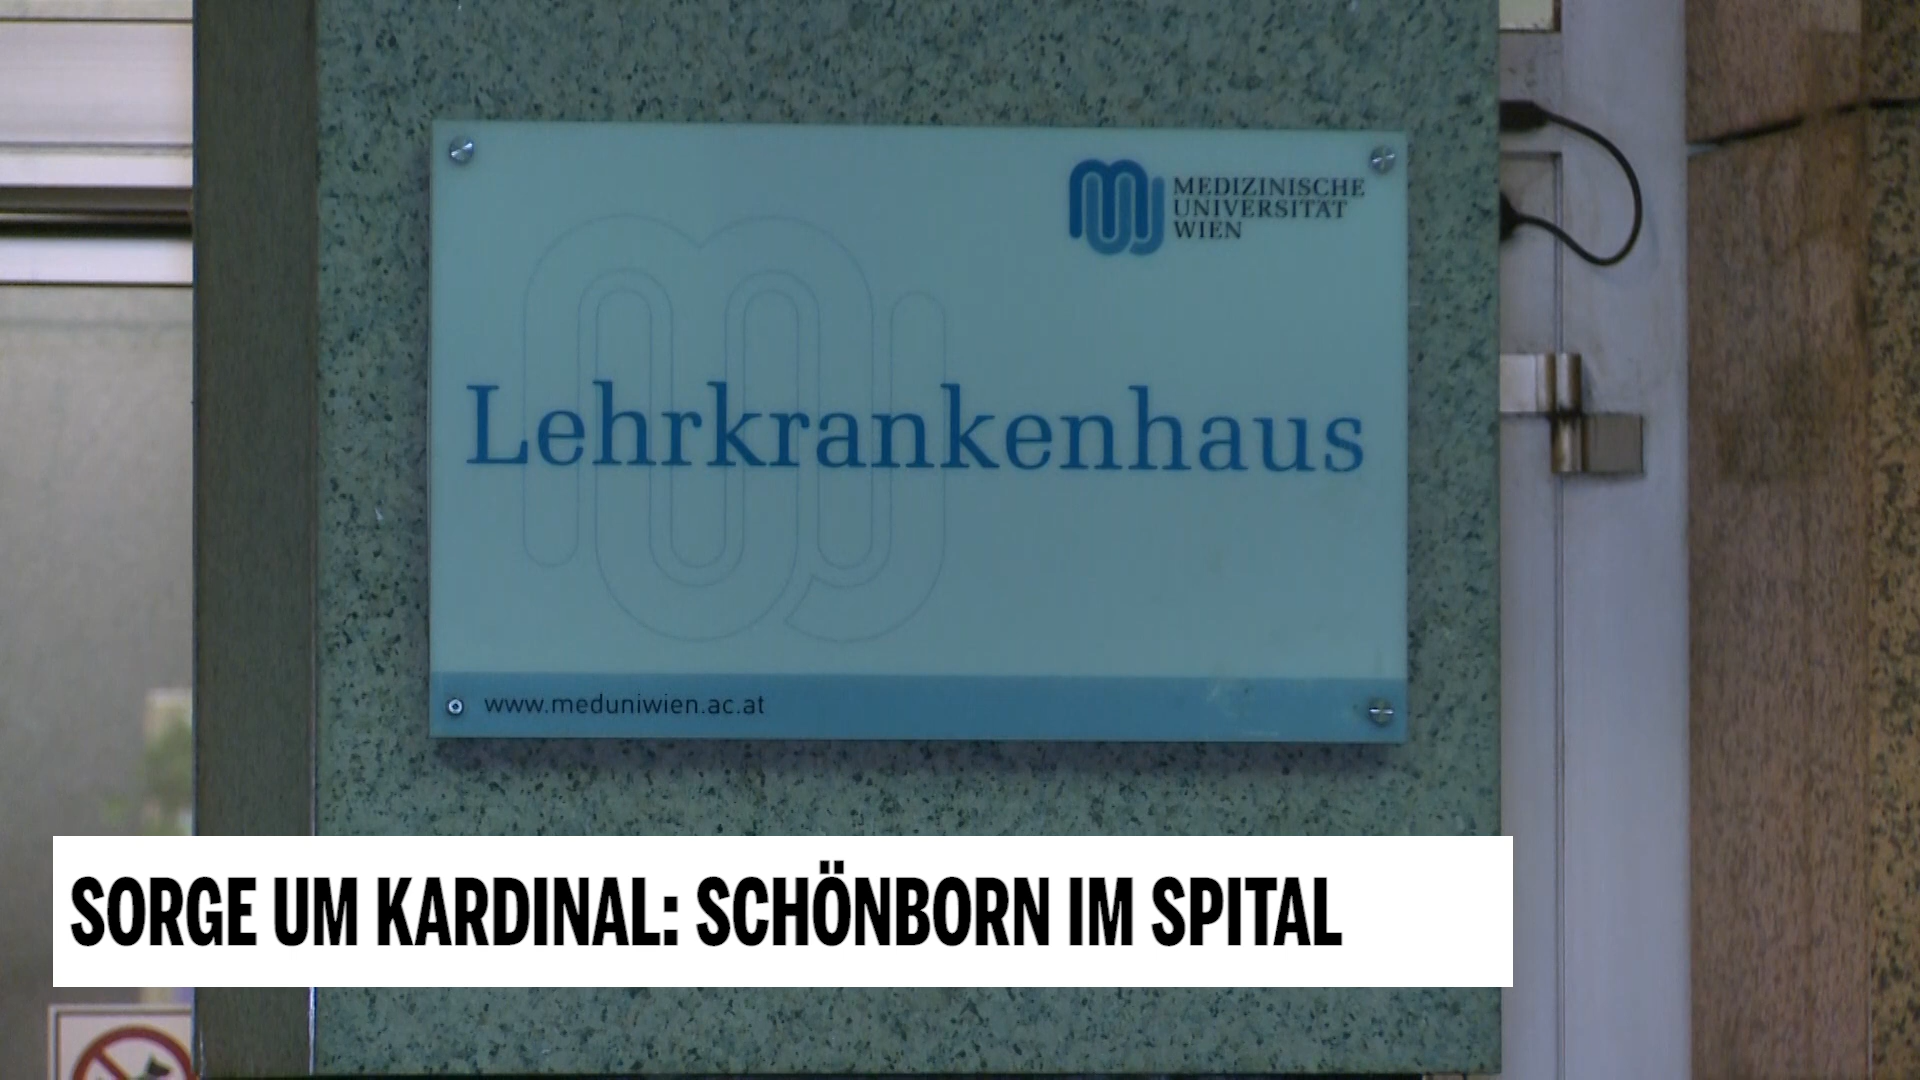 MEDIZINISCHE
UNIVERSITÄT
WIEN
Lehrkrankenhaus
www.meduniwien.ac.at
SORGE UM KARDINAL: SCHÖNBORN IM SPITAL